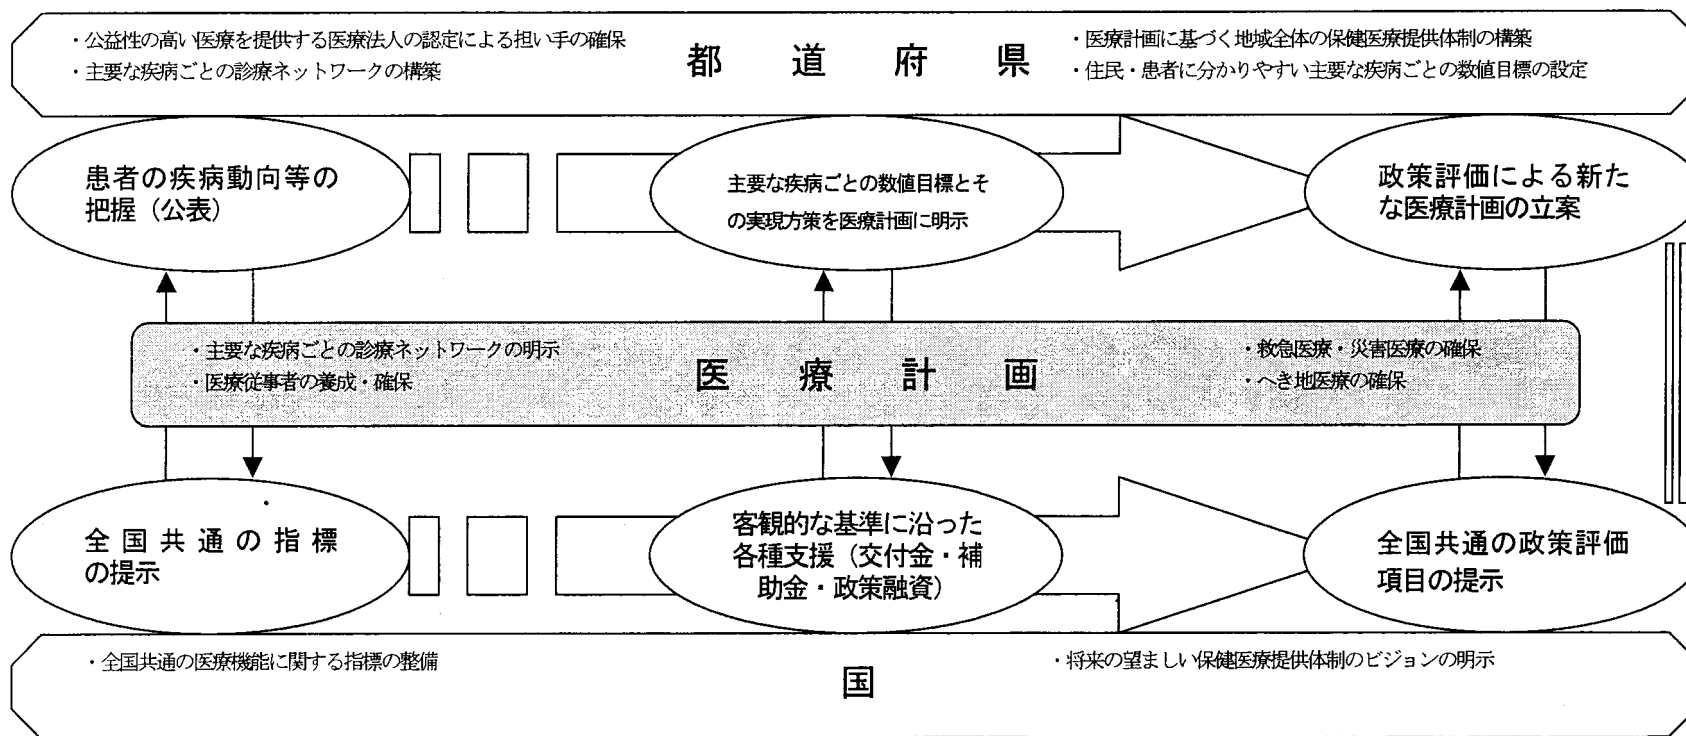 ・公益性の高い医療を提供する医療法人の認定による担い手の確保
・主要な疾病ごとの診療ネットワークの構築
都道府県
・医療計画に基づく地域全体の保健医療提供体制の構築
・住民・患者に分かりやすい主要な疾病ごとの数値目標の設定
患者の疾病動向等の
把握（公表）
主要な疾病ごとの数値目標とそ
の実現方策を医療計画に明示
政策評価による新た
な医療計画の立案
・主要な疾病ごとの診療ネットワークの明示
・医療従事者の養成・確保
医療計画
・救急医療・災害医療の確保
・へき地医療の確保
全国共通の指標
の提示
客観的な基準に沿った
各種支援（交付金・補
助金・政策融資）
全国共通の政策評価
項目の提示
・全国共通の医療機能に関する指標の整備
国
・将来の望ましい保健医療提供体制のビジョンの明示